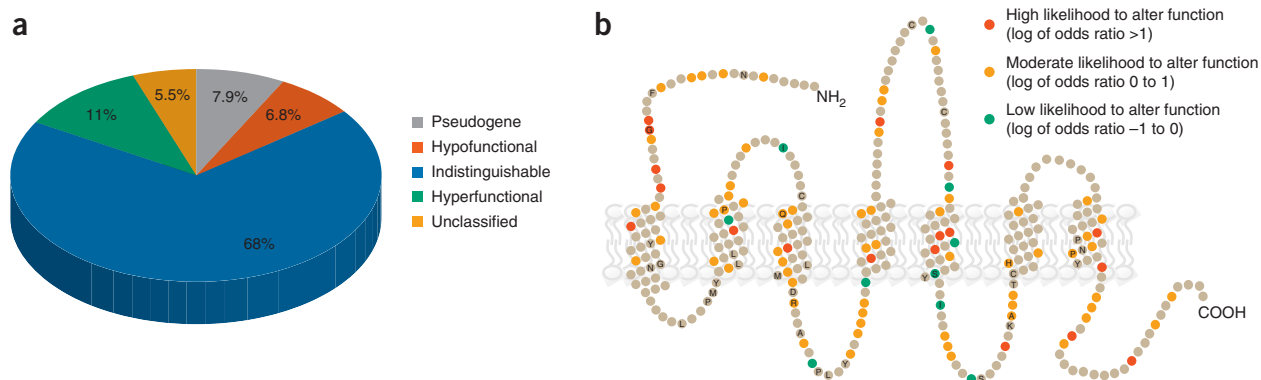 a
5.5%
7.9%
11%
6.8%
68%
Pseudogene
Hypofunctional
Indistinguishable
Hyperfunctional
Unclassified
b
High likelihood to alter function
(log of odds ratio >1)
Moderate likelihood to alter function
(log of odds ratio 0 to 1)
Low likelihood to alter function
(log of odds ratio –1 to 0)
NH2
COOH
F
N
G
Y
G
N
L
P
M
Y
L
L
P
I
C
Q
L
M
D
R
A
P
L
Y
C
C
Y
S
I
S
K
A
T
C
H
P
N
P
Y